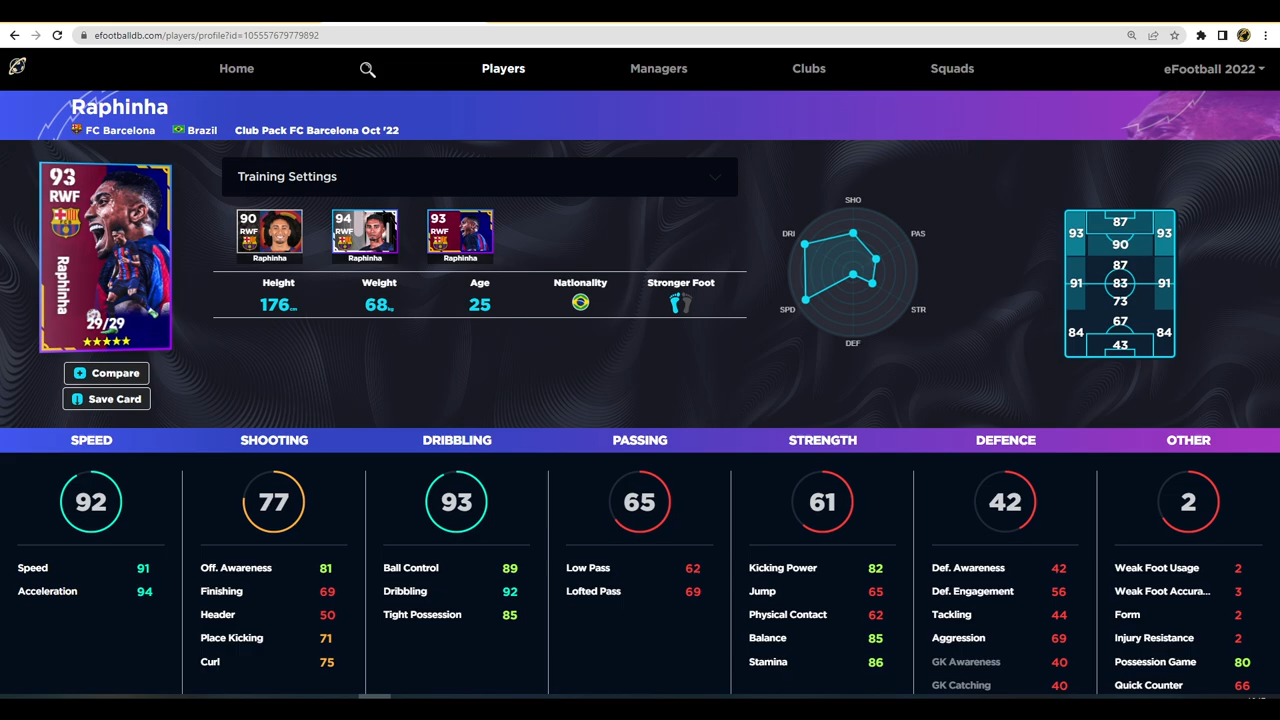 efootballdb.com/players/profile?id=105557679779892
Home
Players
Managers
Clubs
Squads
eFootball 2022
Raphinha
FC Barcelona
Brazil
Club Pack FC Barcelona Oct '22
93
RWF
Raphinha
29/29
Compare
Save Card
Training Settings
90
RWF
Raphinha
94
RWF
Raphinha
93
RWF
Raphinha
Height
Weight
Age
Nationality
Stronger Foot
176cm
68kg
25
SHO
DRI
PAS
SPD
STR
DEF
87
93
93
90
87
91
83
91
73
67
84
84
43
SPEED
SHOOTING
DRIBBLING
PASSING
STRENGTH
DEFENCE
OTHER
92
77
93
65
61
42
2
Speed 91
Acceleration 94
Off. Awareness 81
Finishing 69
Header 50
Place Kicking 71
Curl 75
Ball Control 89
Dribbling 92
Tight Possession 85
Low Pass 62
Lofted Pass 69
Kicking Power 82
Jump 65
Physical Contact 62
Balance 85
Stamina 86
Def. Awareness 42
Def. Engagement 56
Tackling 44
Aggression 69
GK Awareness 40
GK Catching 40
Weak Foot Usage 2
Weak Foot Accura... 3
Form 2
Injury Resistance 2
Possession Game 80
Quick Counter 66